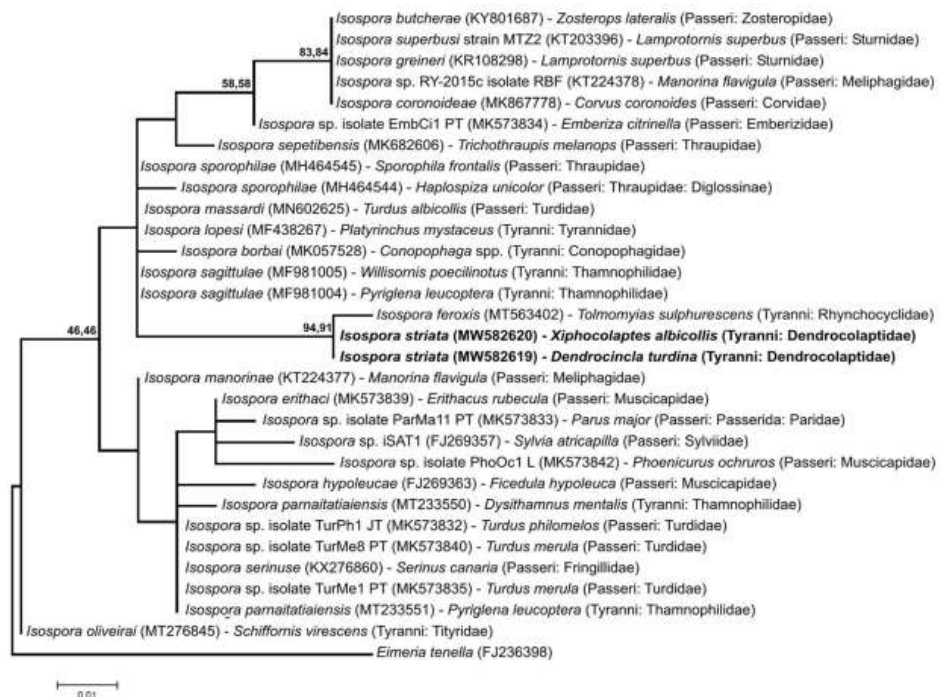 Isospora butcherae (KY801687) - Zosterops lateralis (Passeri: Zosteropidae)
Isospora superbusi strain MTZ2 (KT203396) - Lamprotornis superbus (Passeri: Sturnidae)
83,84
Isospora greineri (KR108298) - Lamprotornis superbus (Passeri: Sturnidae)
58,58
Isospora sp. RY-2015c isolate RBF (KT224378) - Manorina flavigula (Passeri: Meliphagidae)
Isospora coronoideae (MK867778) - Corvus coronoides (Passeri: Corvidae)
Isospora sp. isolate EmbCi1 PT (MK573834) - Emberiza citrinella (Passeri: Emberizidae)
Isospora sepetibensis (MK682606) - Trichothraupis melanops (Passeri: Thraupidae)
Isospora sporophilae (MH464545) - Sporophila frontalis (Passeri: Thraupidae)
Isospora sporophilae (MH464544) - Haplospiza unicolor (Passeri: Thraupidae: Diglossinae)
Isospora massardi (MN602625) - Turdus albicollis (Passeri: Turdidae)
Isospora lopesi (MF438267) - Platyrinchus mystaceus (Tyranni: Tyrannidae)
Isospora borbai (MK057528) - Conopophaga spp. (Tyranni: Conopophagidae)
Isospora sagittulae (MF981005) - Willisornis poecilinotus (Tyranni: Thamnophilidae)
Isospora sagittulae (MF981004) - Pyriglena leucoptera (Tyranni: Thamnophilidae)
Isospora feroxis (MT563402) - Tolmomyias sulphurescens (Tyranni: Rhynchocyclidae)
46,46
94,91
Isospora striata (MW582620) - Xiphocolaptes albicollis (Tyranni: Dendrocolaptidae)
Isospora striata (MW582619) - Dendrocincla turdina (Tyranni: Dendrocolaptidae)
Isospora manorinae (KT224377) - Manorina flavigula (Passeri: Meliphagidae)
Isospora erithaci (MK573839) - Erithacus rubecula (Passeri: Muscicapidae)
Isospora sp. isolate ParMa11 PT (MK573833) - Parus major (Passeri: Passerida: Paridae)
Isospora sp. iSAT1 (FJ269357) - Sylvia atricapilla (Passeri: Sylviidae)
Isospora sp. isolate PhoOc1 L (MK573842) - Phoenicurus ochruros (Passeri: Muscicapidae)
Isospora hypoleucae (FJ269363) - Ficedula hypoleuca (Passeri: Muscicapidae)
Isospora parnaitatiaiensis (MT233550) - Dysithamnus mentalis (Tyranni: Thamnophilidae)
Isospora sp. isolate TurPh1 JT (MK573832) - Turdus philomelos (Passeri: Turdidae)
Isospora sp. isolate TurMe8 PT (MK573840) - Turdus merula (Passeri: Turdidae)
Isospora serinuse (KX276860) - Serinus canaria (Passeri: Fringillidae)
Isospora sp. isolate TurMe1 PT (MK573835) - Turdus merula (Passeri: Turdidae)
Isospora parnaitatiaiensis (MT233551) - Pyriglena leucoptera (Tyranni: Thamnophilidae)
Isospora oliveirai (MT276845) - Schiffornis virescens (Tyranni: Tityridae)
Eimeria tenella (FJ236398)
0.01